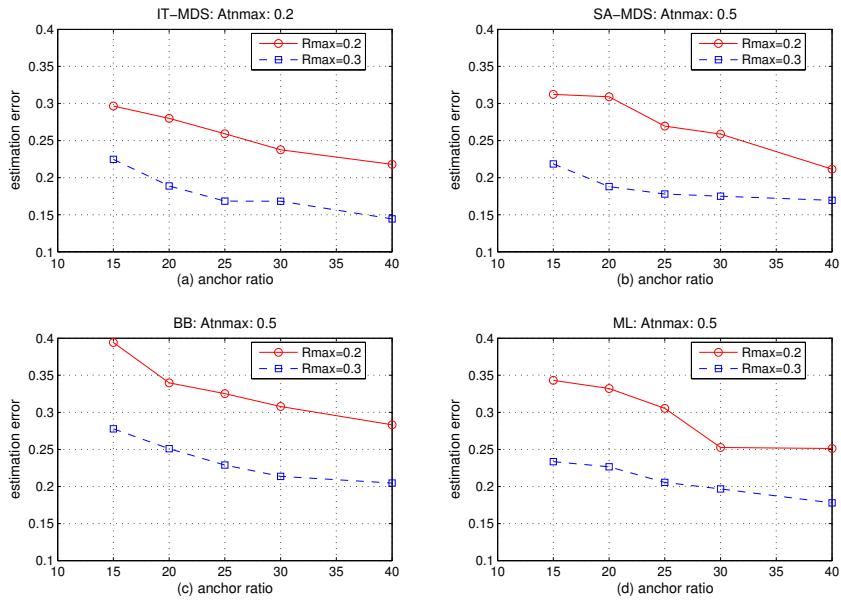 IT−MDS: Atnmax: 0.2
0.4
0.35
0.3
0.25
0.2
0.15
0.1
estimation error
Rmax=0.2
Rmax=0.3
10 15 20 25 30 35 40
(a) anchor ratio
SA−MDS: Atnmax: 0.5
0.4
0.35
0.3
0.25
0.2
0.15
0.1
estimation error
Rmax=0.2
Rmax=0.3
10 15 20 25 30 35 40
(b) anchor ratio
BB: Atnmax: 0.5
0.4
0.35
0.3
0.25
0.2
0.15
0.1
estimation error
Rmax=0.2
Rmax=0.3
10 15 20 25 30 35 40
(c) anchor ratio
ML: Atnmax: 0.5
0.4
0.35
0.3
0.25
0.2
0.15
0.1
estimation error
Rmax=0.2
Rmax=0.3
10 15 20 25 30 35 40
(d) anchor ratio